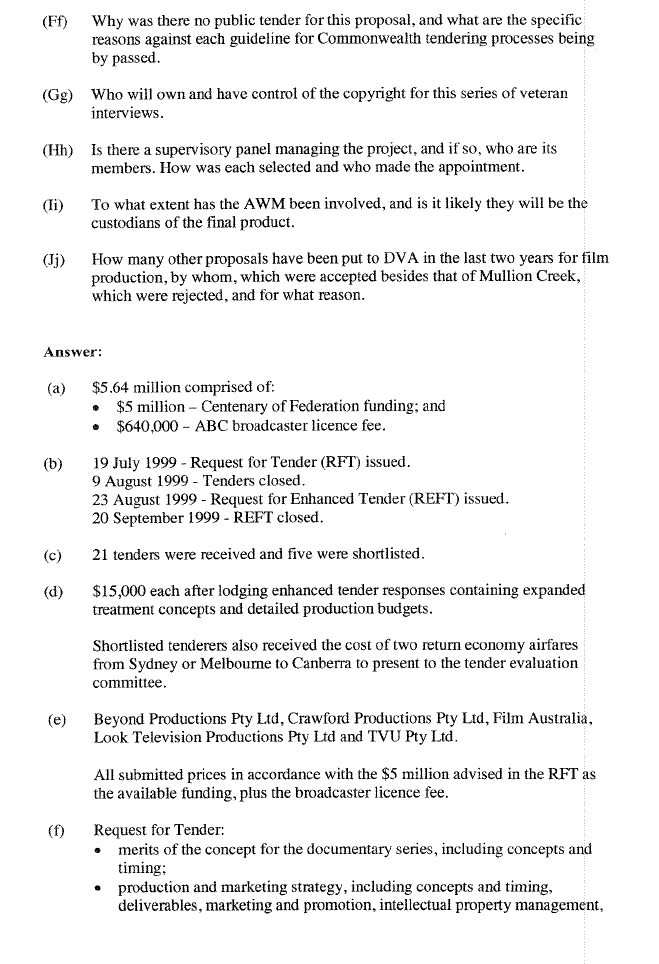 (Ff) Why was there no public tender for this proposal, and what are the specific
reasons against each guideline for Commonwealth tendering processes being
by passed.
(Gg) Who will own and have control of the copyright for this series of veteran
interviews.
(Hh) Is there a supervisory panel managing the project, and if so, who are its
members. How was each selected and who made the appointment.
(Ii) To what extent has the AWM been involved, and is it likely they will be the
custodians of the final product.
(Jj) How many other proposals have been put to DVA in the last two years for film
production, by whom, which were accepted besides that of Mullion Creek,
which were rejected, and for what reason.
Answer:
(a) $5.64 million comprised of:
• $5 million – Centenary of Federation funding; and
• $640,000 – ABC broadcaster licence fee.
(b) 19 July 1999 - Request for Tender (RFT) issued.
9 August 1999 - Tenders closed.
23 August 1999 - Request for Enhanced Tender (REFT) issued.
20 September 1999 - REFT closed.
(c) 21 tenders were received and five were shortlisted.
(d) $15,000 each after lodging enhanced tender responses containing expanded
treatment concepts and detailed production budgets.
Shortlisted tenderers also received the cost of two return economy airfares
from Sydney or Melbourne to Canberra to present to the tender evaluation
committee.
(e) Beyond Productions Pty Ltd, Crawford Productions Pty Ltd, Film Australia,
Look Television Productions Pty Ltd and TVU Pty Ltd.
All submitted prices in accordance with the $5 million advised in the RFT as
the available funding, plus the broadcaster licence fee.
(f) Request for Tender:
• merits of the concept for the documentary series, including concepts and
timing;
• production and marketing strategy, including concepts and timing,
deliverables, marketing and promotion, intellectual property management,